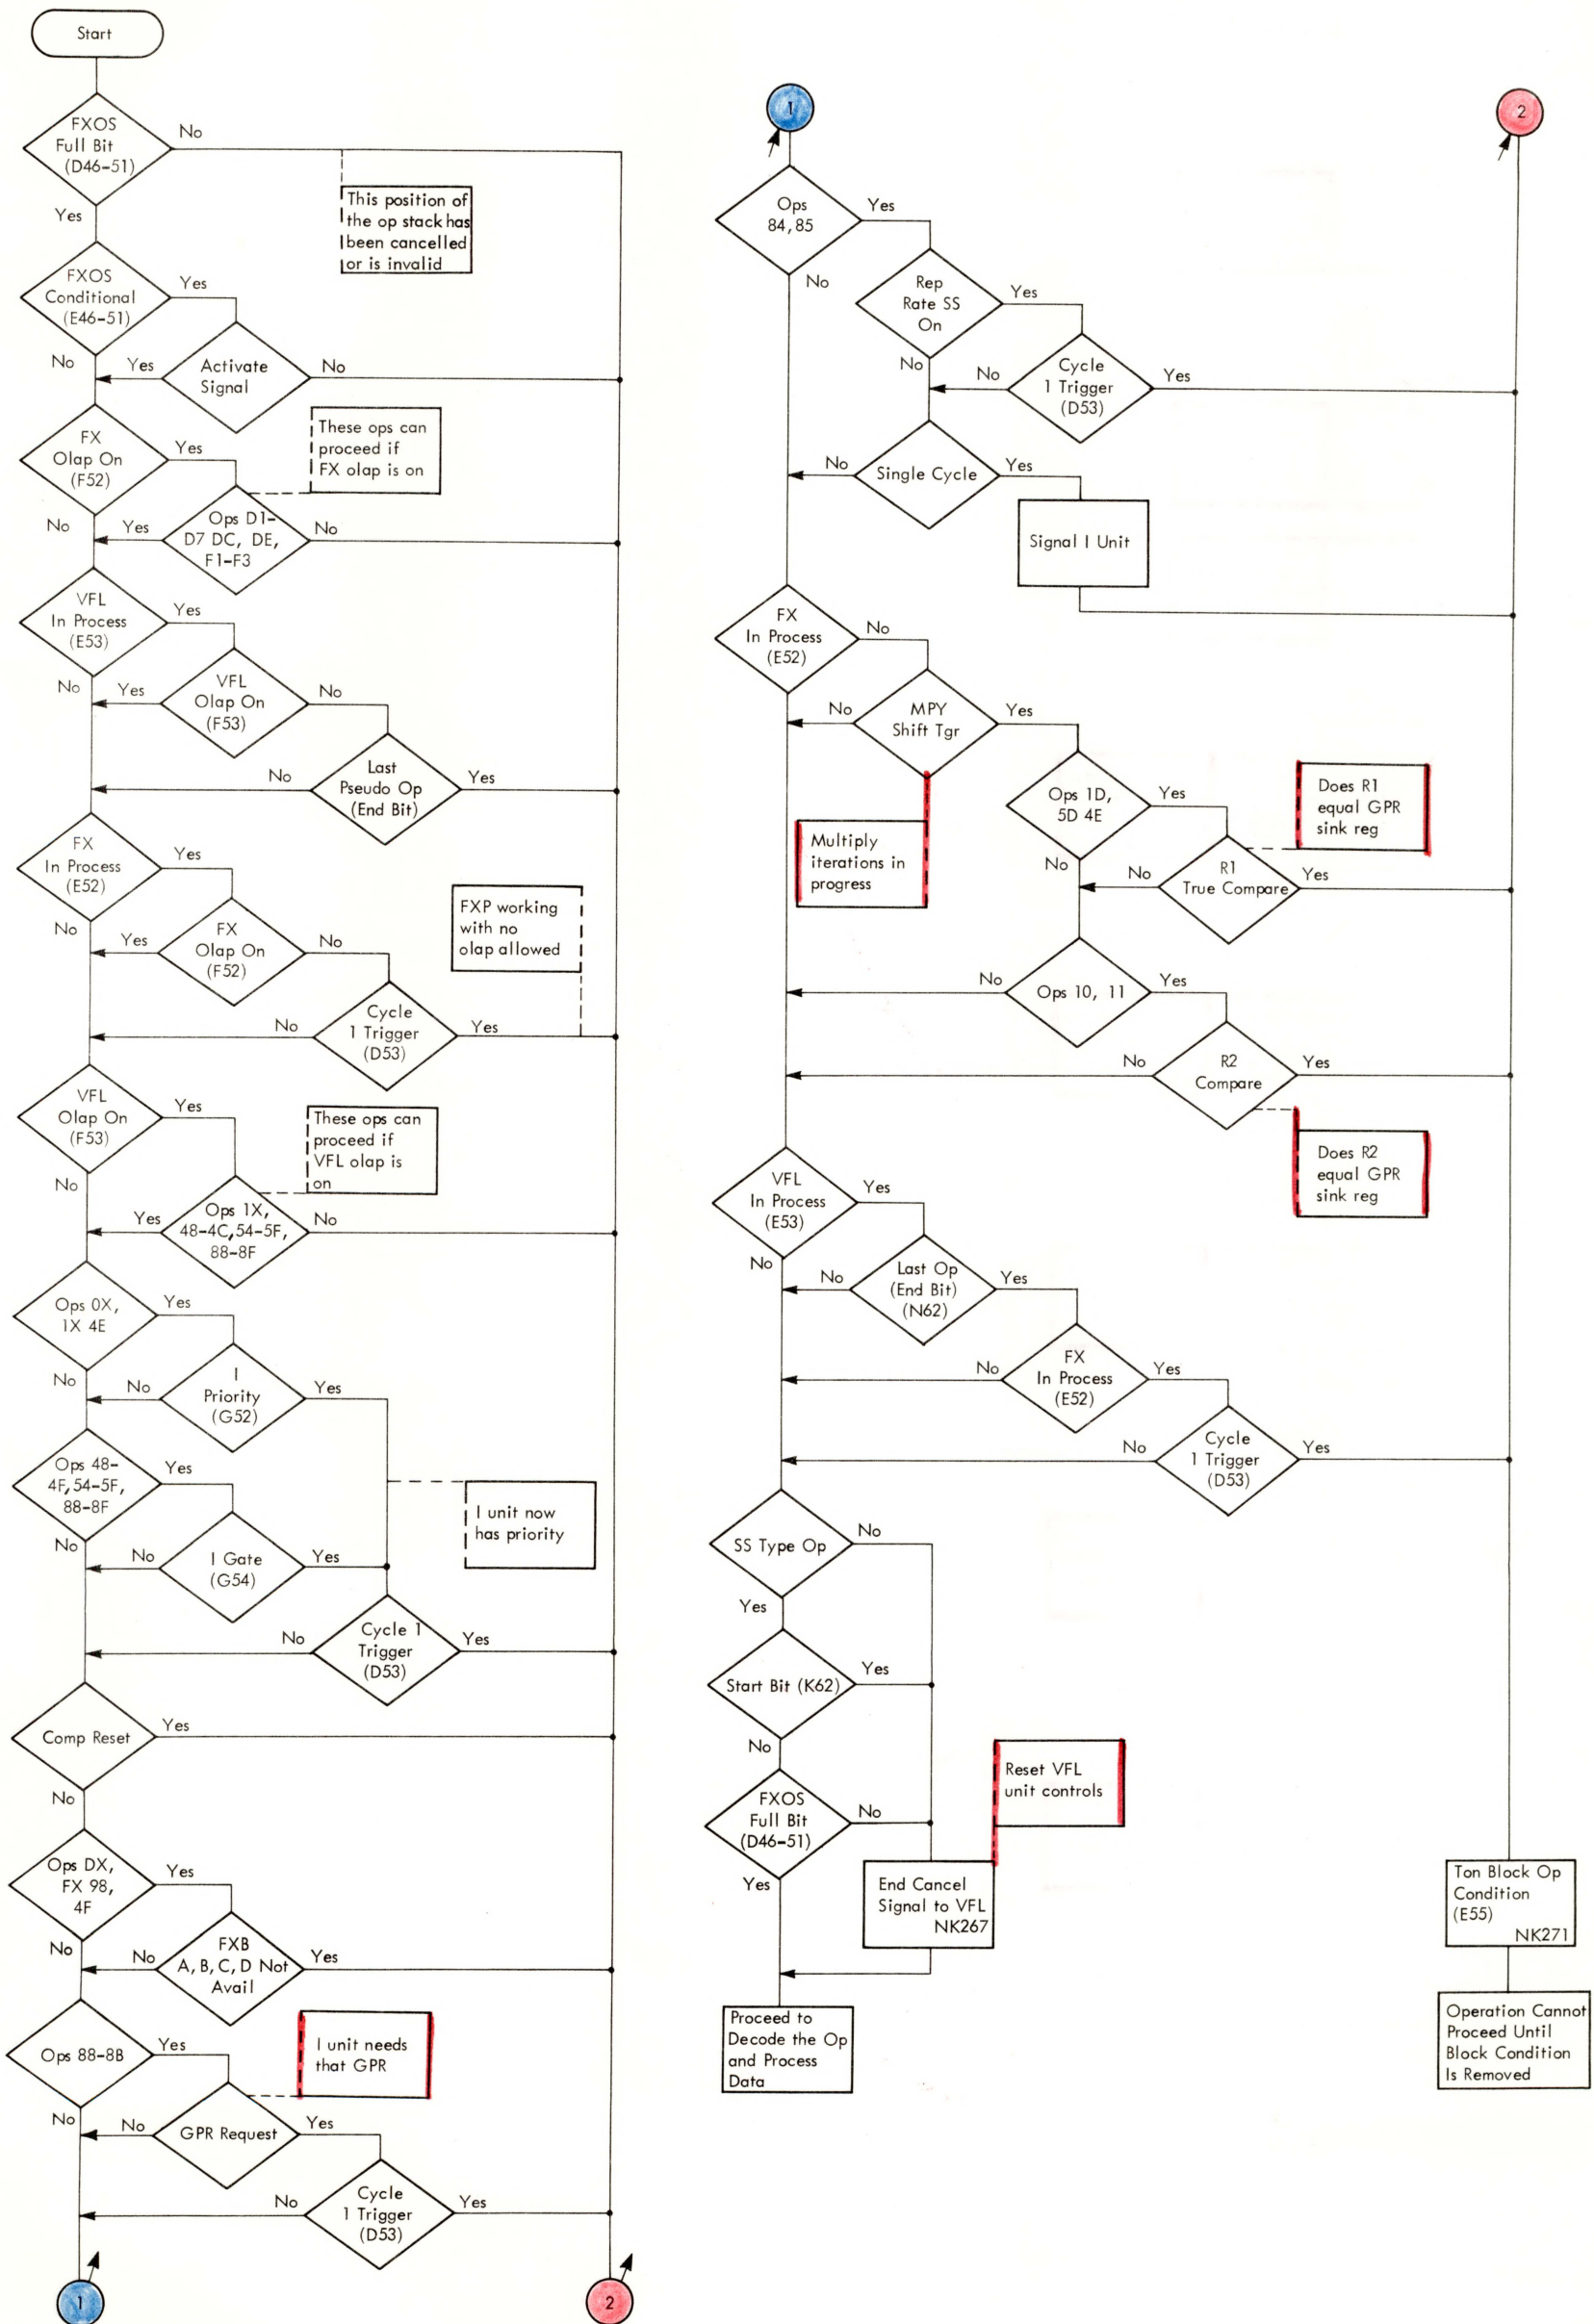 Start
FXOS
Full Bit
(D46-51)
No
Yes
This position of
the op stack has
been cancelled
or is invalid
FXOS
Conditional
(E46-51)
Yes
No
Activate
Signal
Yes
No
FX
Olap On
(F52)
Yes
No
These ops can
proceed if
FX olap is on
Ops D1-
D7 DC, DE,
F1-F3
Yes
No
VFL
In Process
(E53)
Yes
No
VFL
Olap On
(F53)
Yes
No
Last
Pseudo Op
(End Bit)
No
Yes
FX
In Process
(E52)
Yes
No
FX
Olap On
(F52)
Yes
No
FXP working
with no
olap allowed
Cycle
1 Trigger
(D53)
No
Yes
VFL
Olap On
(F53)
Yes
No
These ops can
proceed if
VFL olap is
on
Ops 1X,
48-4C,54-5F,
88-8F
Yes
No
Ops 0X,
1X 4E
Yes
No
I
Priority
(G52)
No
Yes
Ops 48-
4F,54-5F,
88-8F
Yes
No
I Gate
(G54)
No
Yes
I unit now
has priority
Cycle 1
Trigger
(D53)
No
Yes
Comp Reset
Yes
No
Ops DX,
FX 98,
4F
Yes
No
FXB
A, B, C, D Not
Avail
No
Yes
Ops 88-8B
Yes
No
I unit needs
that GPR
GPR Request
No
Yes
Cycle
1 Trigger
(D53)
No
Yes
1
2
1
2
Ops
84,85
Yes
No
Rep
Rate SS
On
Yes
No
Cycle
1 Trigger
(D53)
No
Yes
Single Cycle
No
Yes
Signal I Unit
FX
In Process
(E52)
No
MPY
Shift Tgr
No
Yes
Multiply
iterations in
progress
Ops 1D,
5D 4E
Yes
No
Does R1
equal GPR
sink reg
R1
True Compare
No
Yes
Ops 10, 11
No
Yes
R2
Compare
No
Yes
Does R2
equal GPR
sink reg
VFL
In Process
(E53)
Yes
No
Last Op
(End Bit)
(N62)
No
Yes
FX
In Process
(E52)
No
Yes
Cycle
1 Trigger
(D53)
No
Yes
SS Type Op
No
Yes
Start Bit (K62)
Yes
No
FXOS
Full Bit
(D46-51)
No
Yes
Reset VFL
unit controls
End Cancel
Signal to VFL
NK267
Proceed to
Decode the Op
and Process
Data
Ton Block Op
Condition
(E55)
NK271
Operation Cannot
Proceed Until
Block Condition
Is Removed